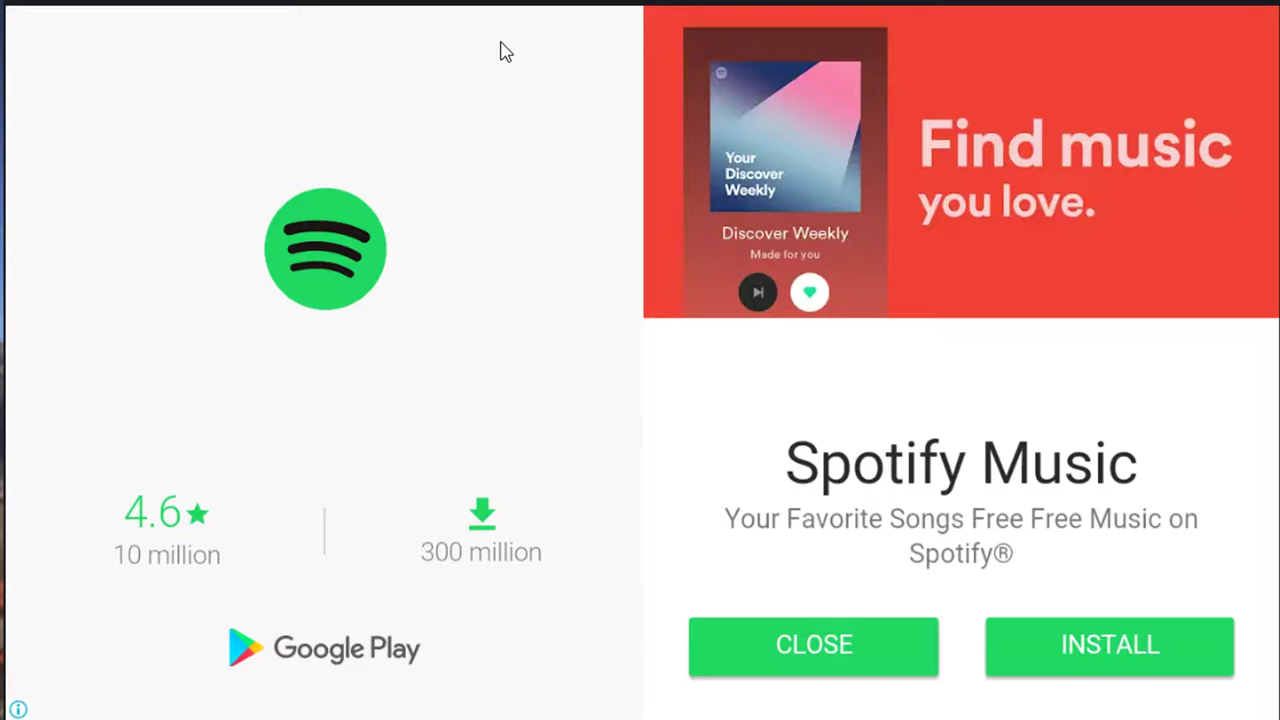 4.6★
10 million
300 million
Google Play
Your
Discover
Weekly
Discover Weekly
Made for you
Find music
you love.
Spotify Music
Your Favorite Songs Free Free Music on
Spotify®
CLOSE
INSTALL